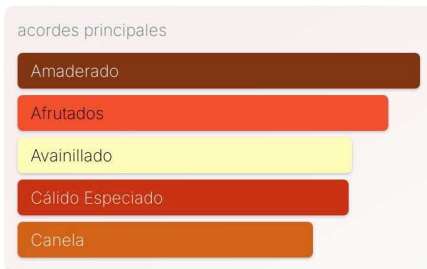 acordes principales
Amaderado
Afrutados
Avainillado
Cálido Especiado
Canela